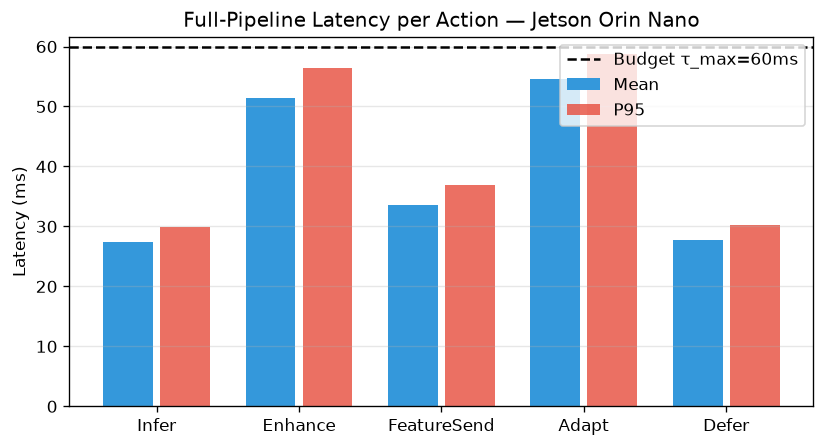 Full-Pipeline Latency per Action — Jetson Orin Nano
Latency (ms)
60
50
40
30
20
10
0
Budget τ_max=60ms
Mean
P95
Infer
Enhance
FeatureSend
Adapt
Defer